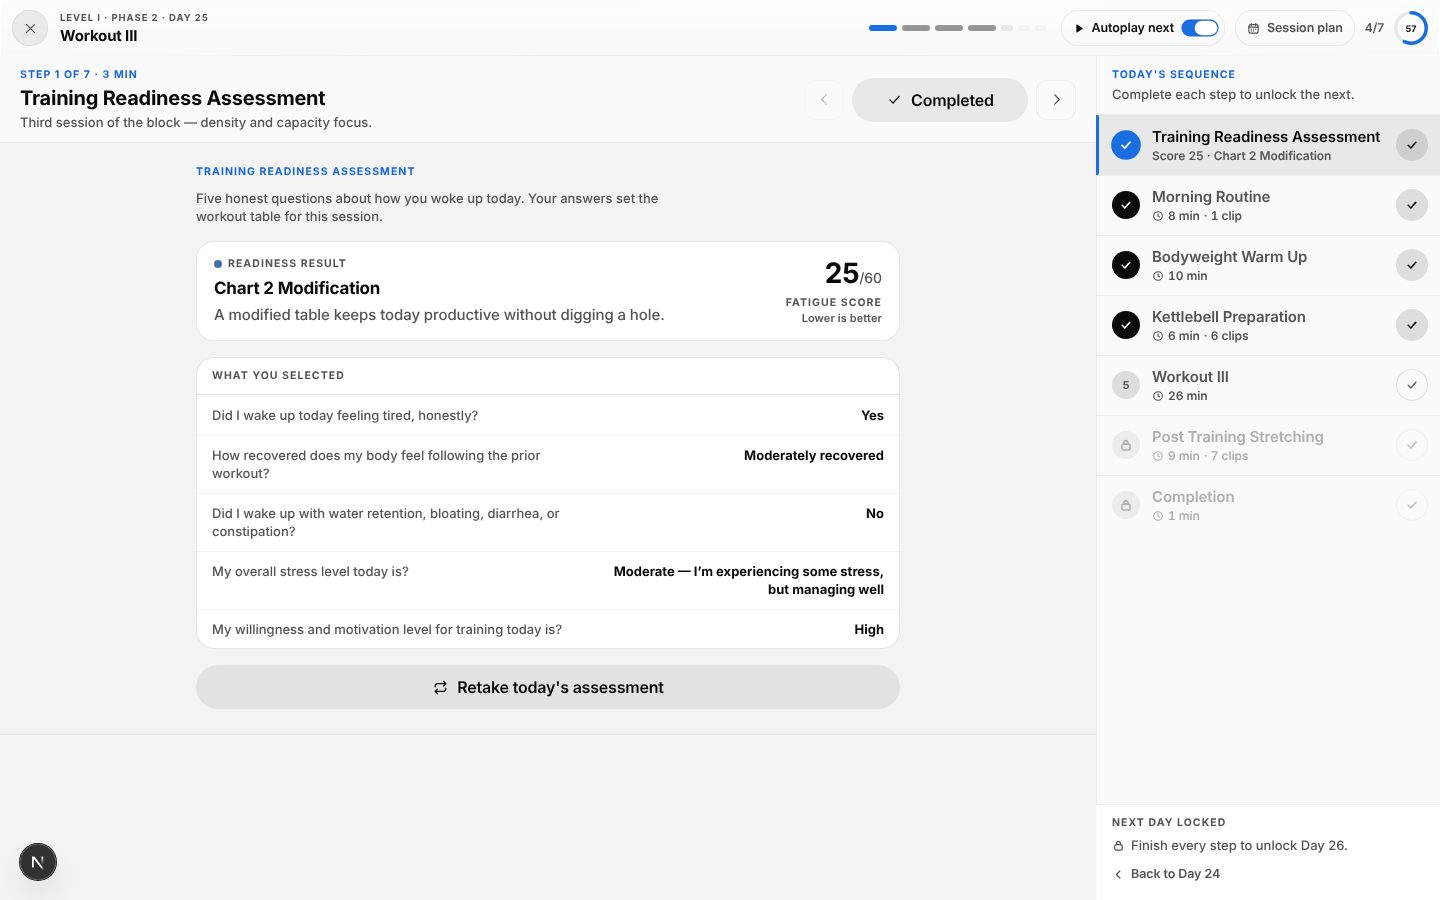 LEVEL I · PHASE 2 · DAY 25
Workout III
Autoplay next
Session plan
4/7
57
STEP 1 OF 7 · 3 MIN
Training Readiness Assessment
Third session of the block — density and capacity focus.
Completed
TRAINING READINESS ASSESSMENT
Five honest questions about how you woke up today. Your answers set the
workout table for this session.
READINESS RESULT
Chart 2 Modification
A modified table keeps today productive without digging a hole.
25/60
FATIGUE SCORE
Lower is better
WHAT YOU SELECTED
Did I wake up today feeling tired, honestly?
Yes
How recovered does my body feel following the prior
workout?
Moderately recovered
Did I wake up with water retention, bloating, diarrhea, or
constipation?
No
My overall stress level today is?
Moderate — I’m experiencing some stress,
but managing well
My willingness and motivation level for training today is?
High
Retake today's assessment
N
TODAY'S SEQUENCE
Complete each step to unlock the next.
Training Readiness Assessment
Score 25 · Chart 2 Modification
Morning Routine
8 min · 1 clip
Bodyweight Warm Up
10 min
Kettlebell Preparation
6 min · 6 clips
5
Workout III
26 min
Post Training Stretching
9 min · 7 clips
Completion
1 min
NEXT DAY LOCKED
Finish every step to unlock Day 26.
Back to Day 24